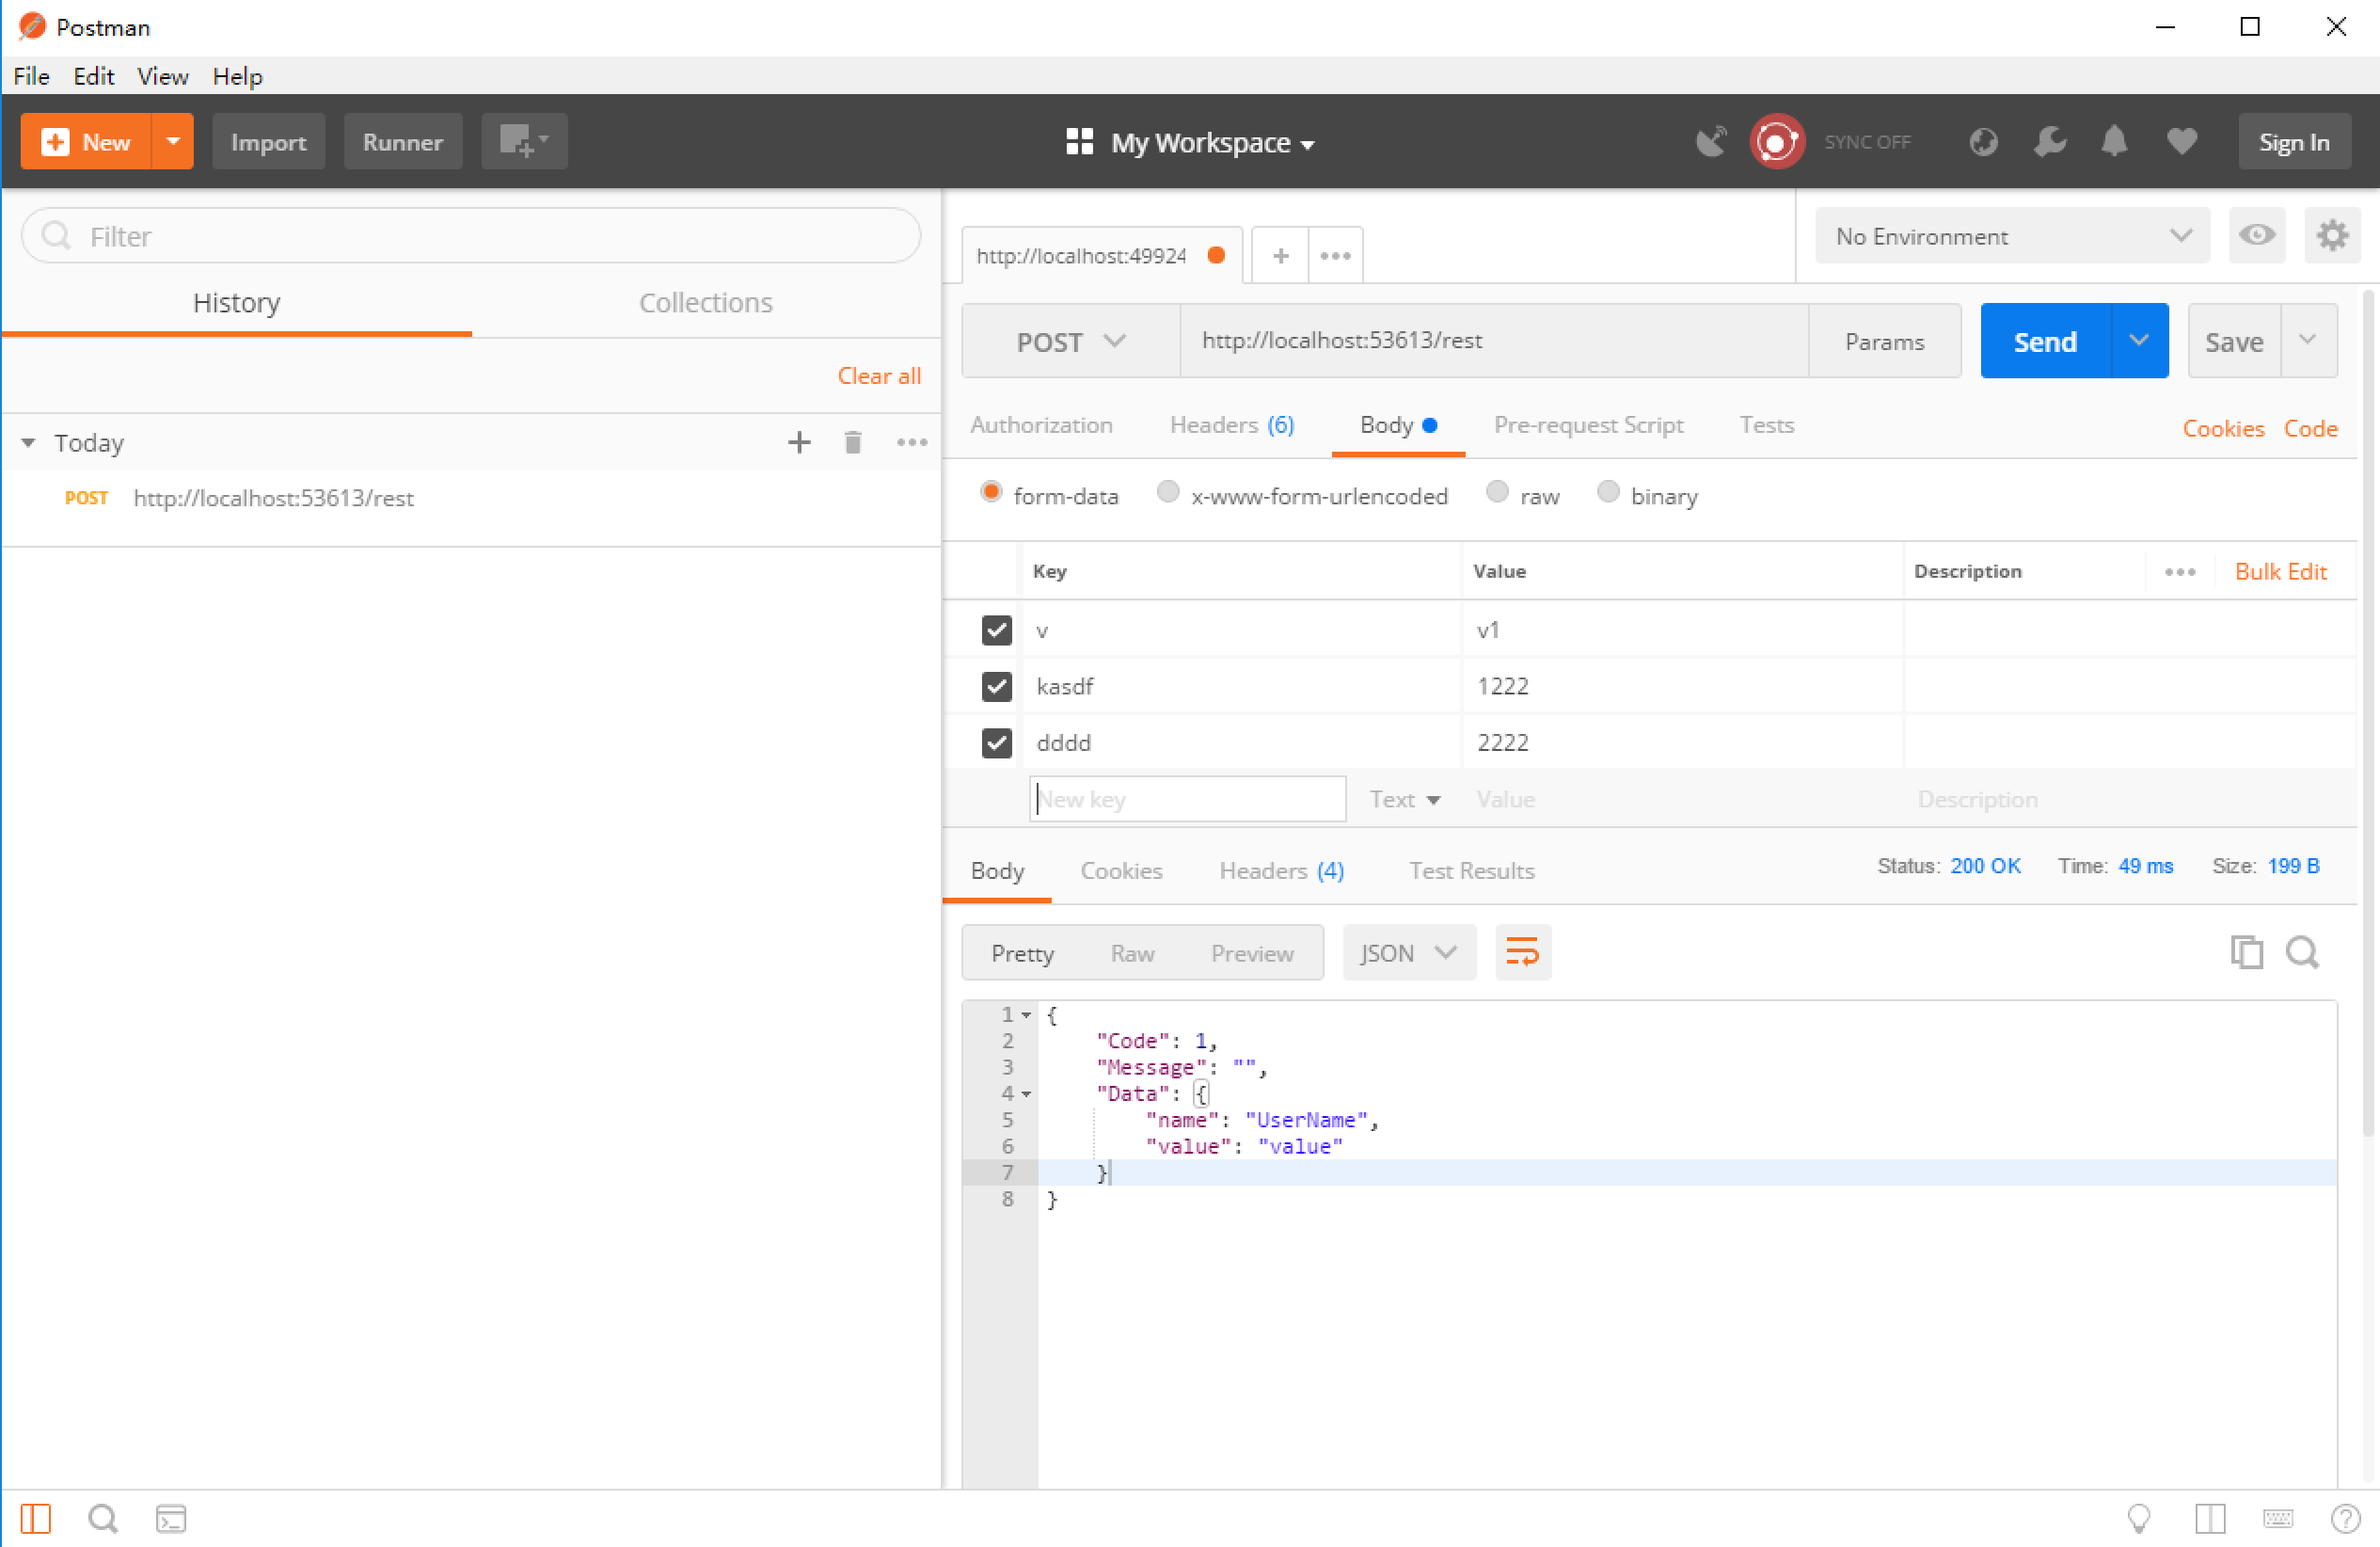 Postman
File Edit View Help
New Import Runner My Workspace SYNC OFF Sign In
Filter
History Collections
Clear all
Today
POST http://localhost:53613/rest
http://localhost:49924 No Environment
POST http://localhost:53613/rest Params Send Save
Authorization Headers (6) Body Pre-request Script Tests Cookies Code
form-data x-www-form-urlencoded raw binary
Key Value Description Bulk Edit
v v1
kasdf 1222
dddd 2222
New key Text Value Description
Body Cookies Headers (4) Test Results Status: 200 OK Time: 49 ms Size: 199 B
Pretty Raw Preview JSON
1 {
2 "Code": 1,
3 "Message": "",
4 "Data": {
5 "name": "UserName",
6 "value": "value"
7 }
8 }